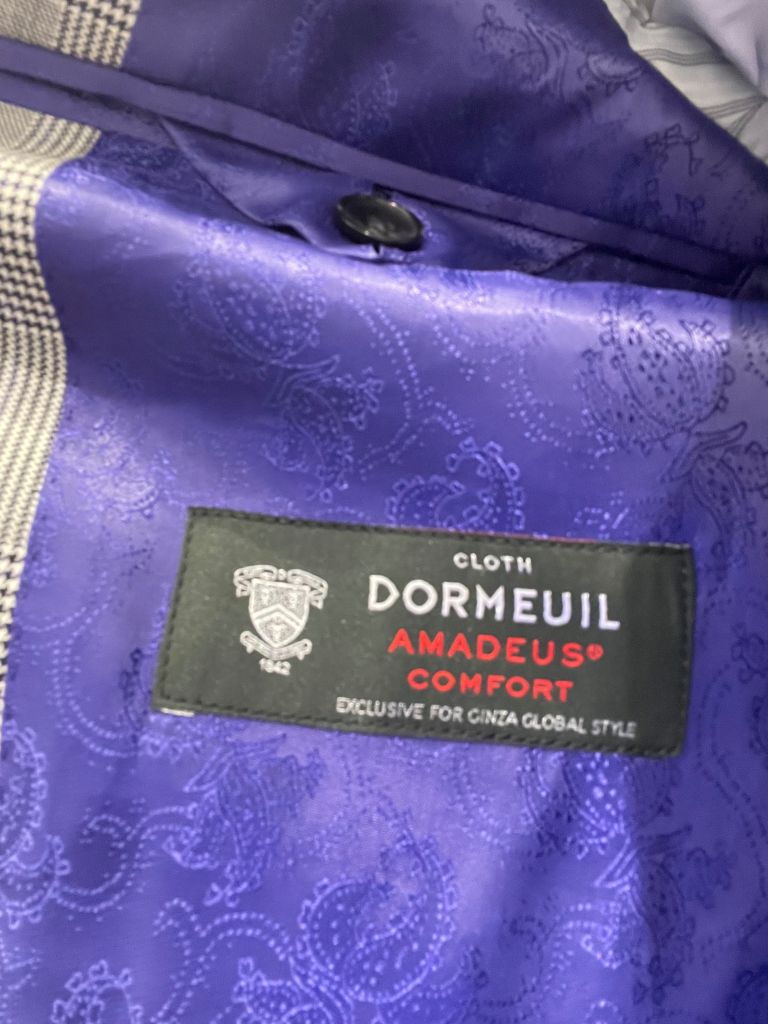 CLOTH
DORMEUIL
AMADEUS®
COMFORT
EXCLUSIVE FOR GINZA GLOBAL STYLE
1842